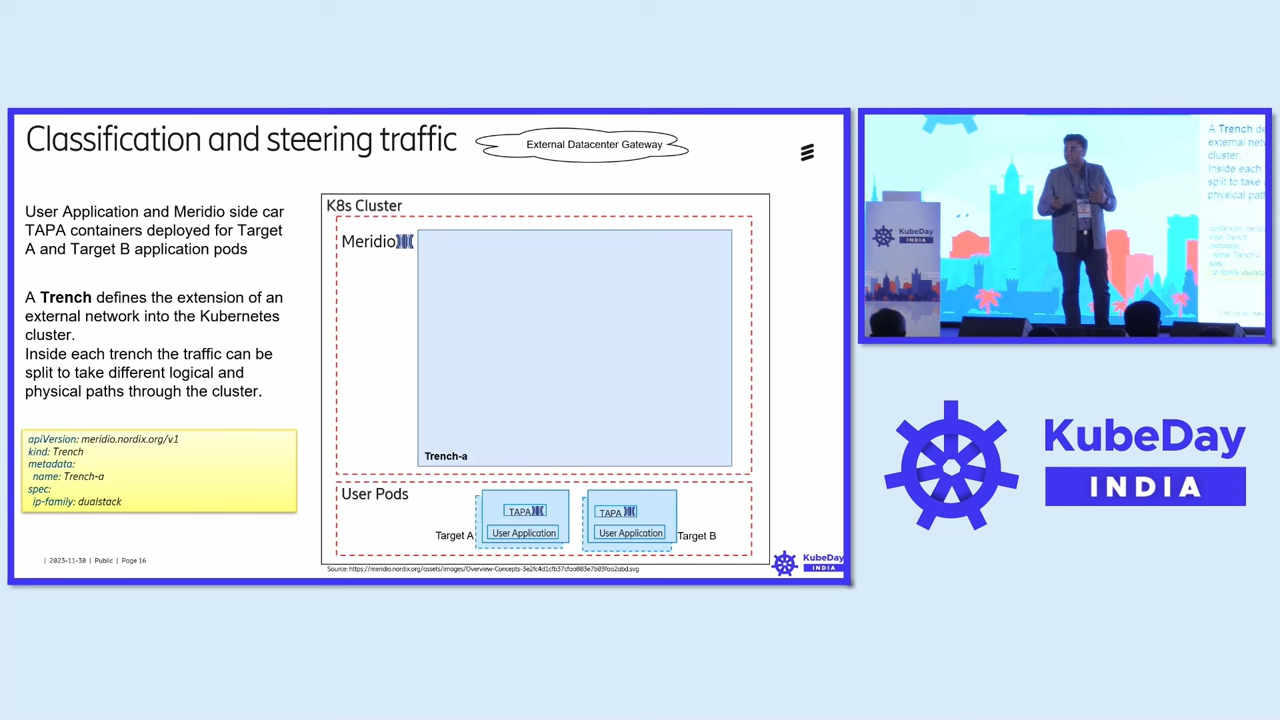 Classification and steering traffic
External Datacenter Gateway
User Application and Meridio side car
TAPA containers deployed for Target
A and Target B application pods
A Trench defines the extension of an
external network into the Kubernetes
cluster.
Inside each trench the traffic can be
split to take different logical and
physical paths through the cluster.
apiVersion: meridio.nordix.org/v1
kind: Trench
metadata:
name: Trench-a
spec:
ip-family: dualstack
K8s Cluster
Meridio
Trench-a
User Pods
TAPA
User Application
Target A
TAPA
User Application
Target B
| 2023-11-30 | Public | Page 16
KubeDay
INDIA
A Trench de
external netw
cluster.
Inside each
split to take
physical path
KubeDay
INDIA
KubeDay
INDIA